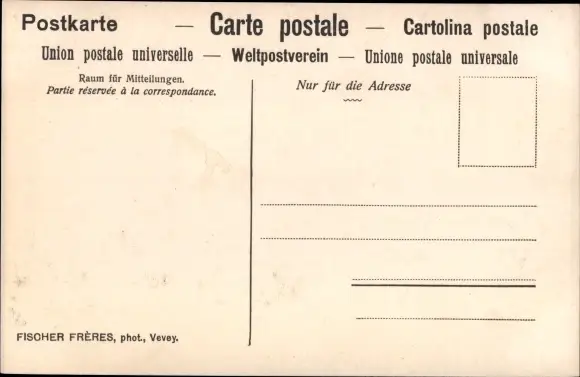 Postkarte — Carte postale — Cartolina postale
Union postale universelle — Weltpostverein — Unione postale universale
Raum für Mitteilungen.
Partie réservée à la correspondance.
Nur für die Adresse
FISCHER FRÈRES, phot., Vevey.